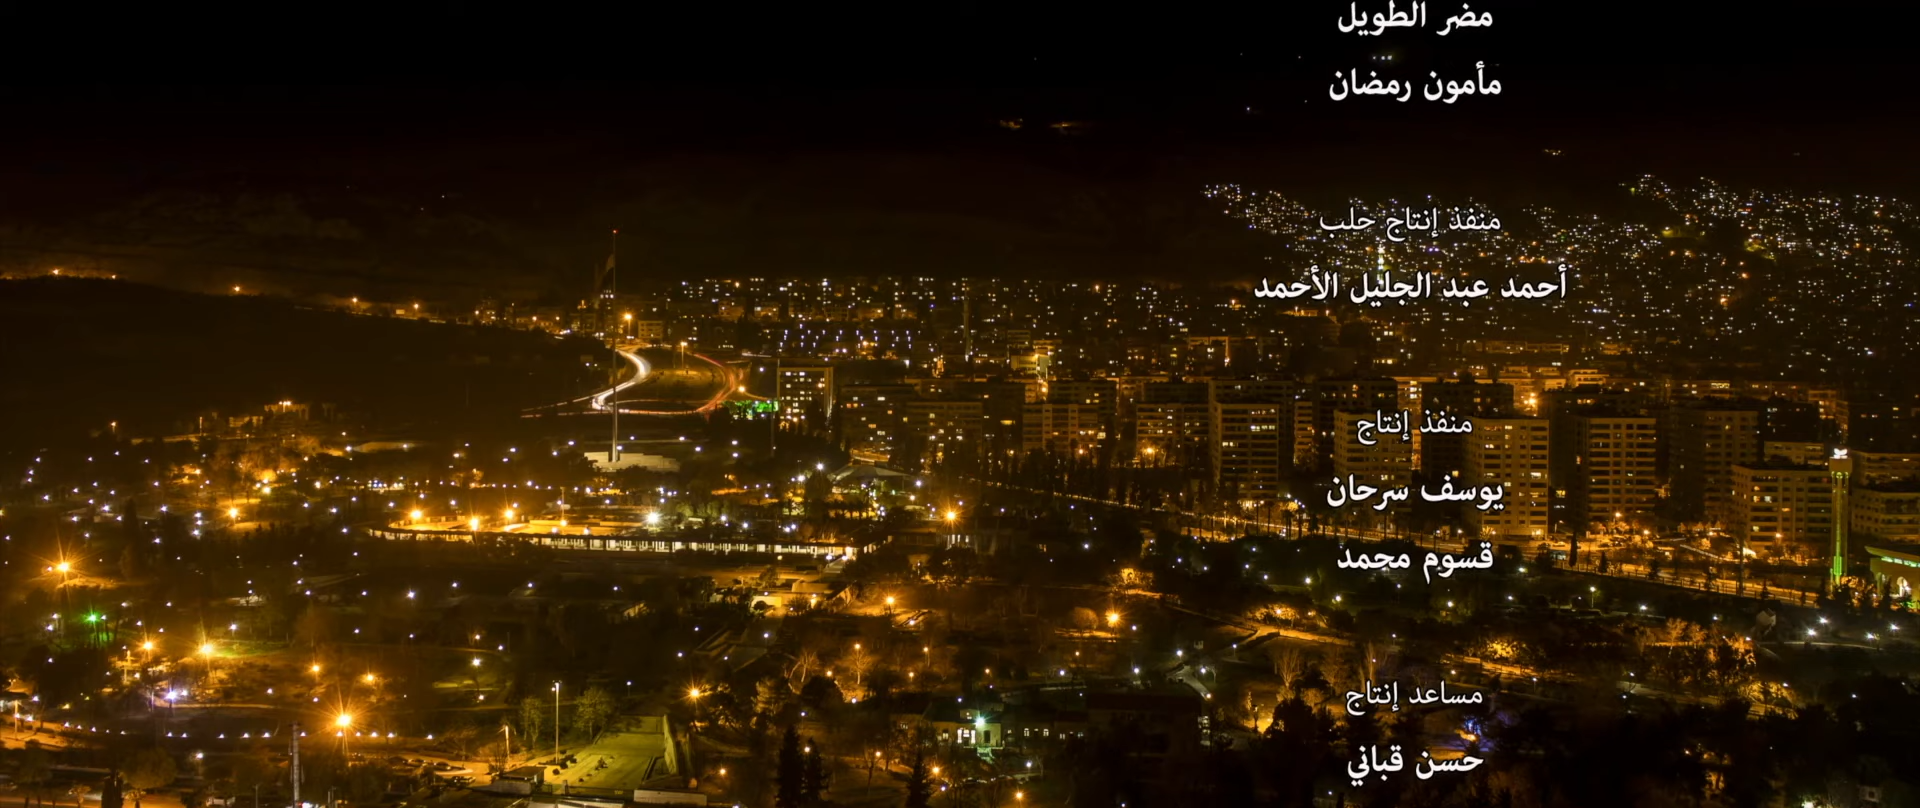 مضر الطويل
مأمون رمضان
منفذ إنتاج حلب
أحمد عبد الجليل الأحمد
منفذ إنتاج
يوسف سرحان
قسوم محمد
مساعد إنتاج
حسن قباني